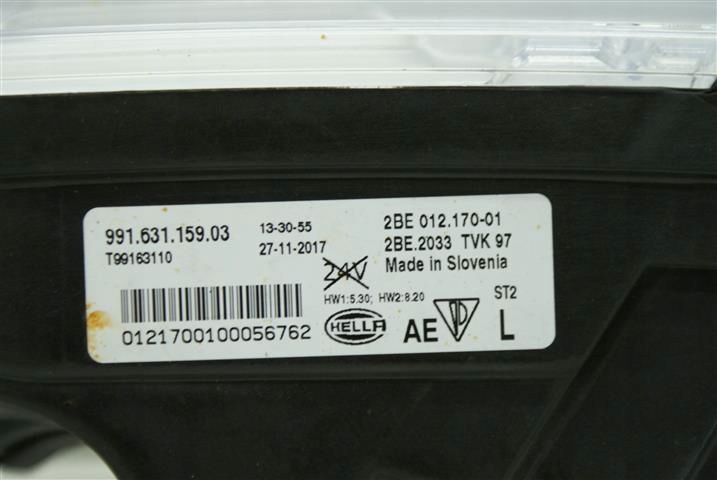 991.631.159.03 13-30-55 2BE 012.170-01
T99163110 27-11-2017 2BE.2033 TVK 97
24V Made in Slovenia
HW1:5.30; HW2:8.20 ST2
0121700100056762 HELLA AE L